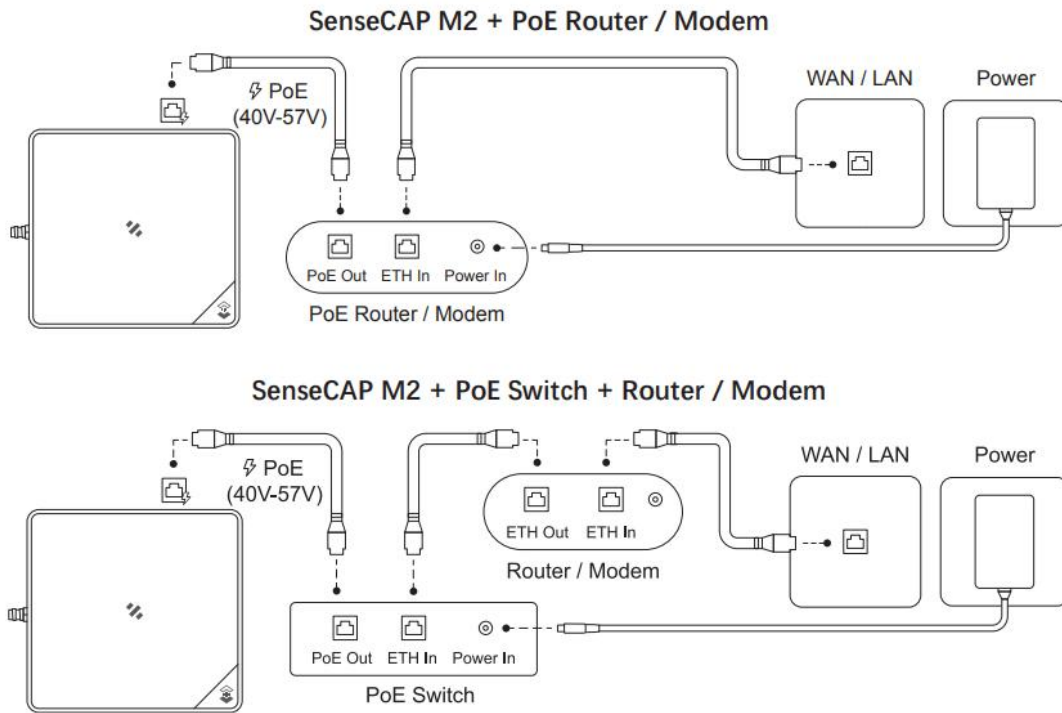 SenseCAP M2 + PoE Router / Modem
PoE
(40V-57V)
WAN / LAN
Power
PoE Out
ETH In
Power In
PoE Router / Modem
SenseCAP M2 + PoE Switch + Router / Modem
PoE
(40V-57V)
WAN / LAN
Power
ETH Out
ETH In
Router / Modem
PoE Out
ETH In
Power In
PoE Switch